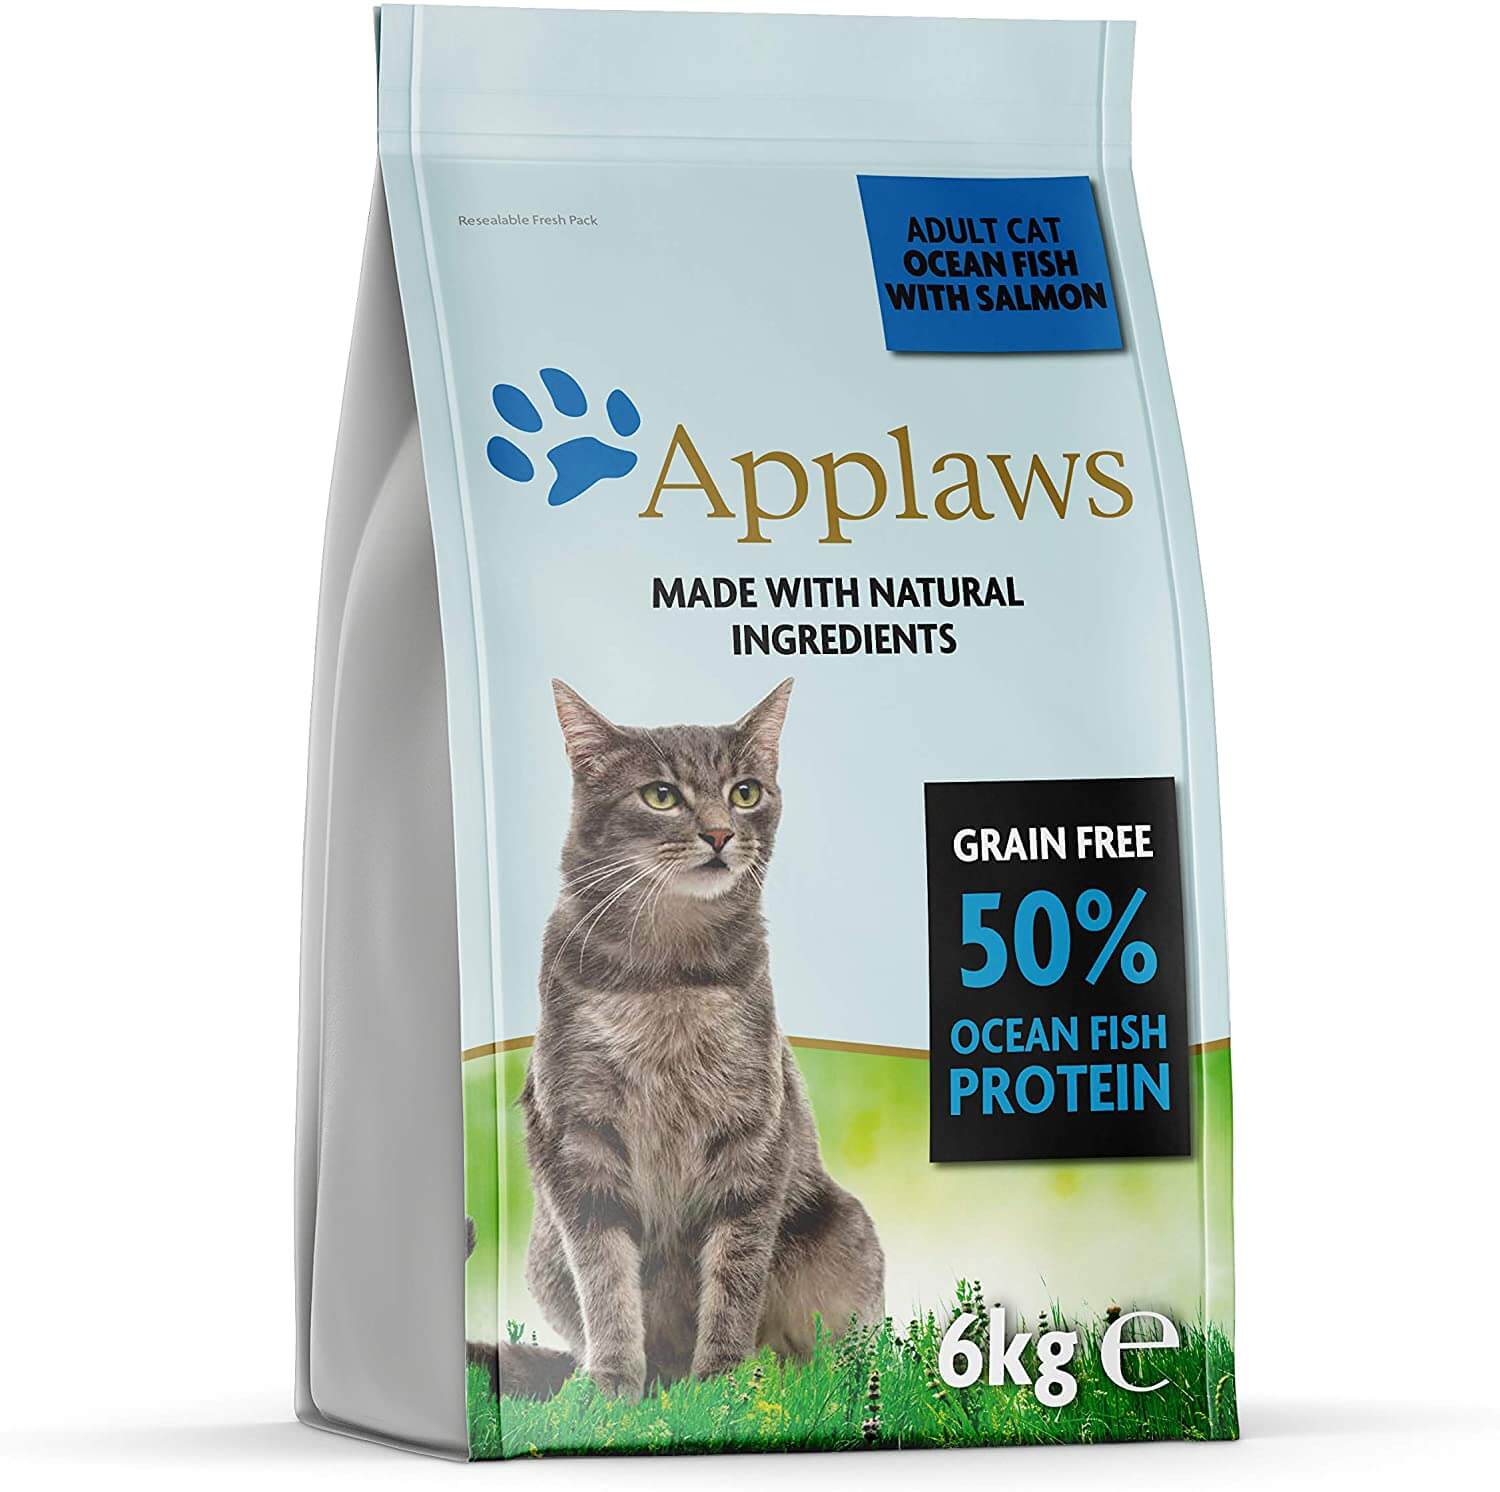 Resealable Fresh Pack
ADULT CAT
OCEAN FISH
WITH SALMON
Applaws
MADE WITH NATURAL
INGREDIENTS
GRAIN FREE
50%
OCEAN FISH
PROTEIN
6kg ℮